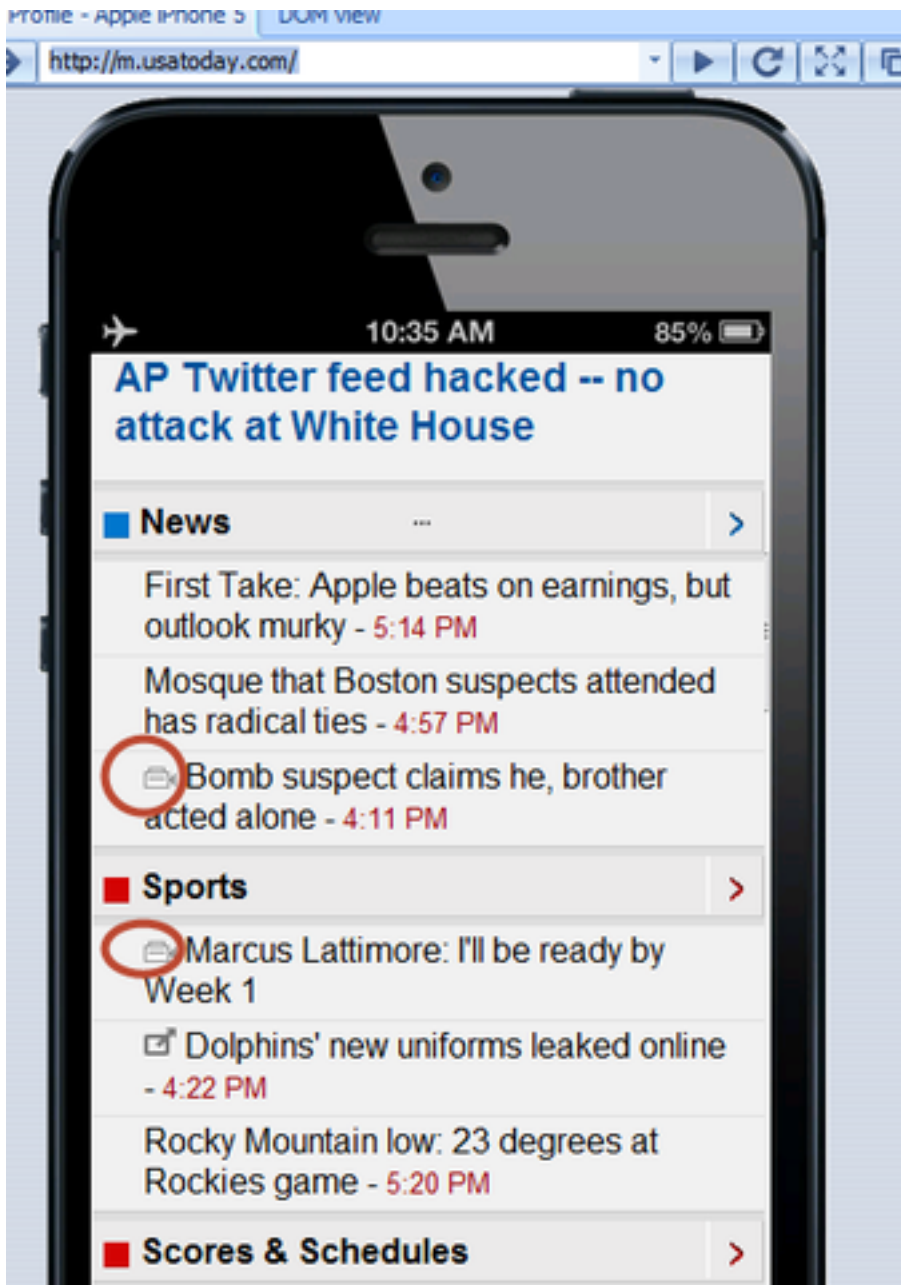 Profile - Apple iPhone 5 DOM View
http://m.usatoday.com/
10:35 AM 85%
AP Twitter feed hacked -- no
attack at White House
News ... >
First Take: Apple beats on earnings, but
outlook murky - 5:14 PM
Mosque that Boston suspects attended
has radical ties - 4:57 PM
Bomb suspect claims he, brother
acted alone - 4:11 PM
Sports >
Marcus Lattimore: I'll be ready by
Week 1
Dolphins' new uniforms leaked online
- 4:22 PM
Rocky Mountain low: 23 degrees at
Rockies game - 5:20 PM
Scores & Schedules >